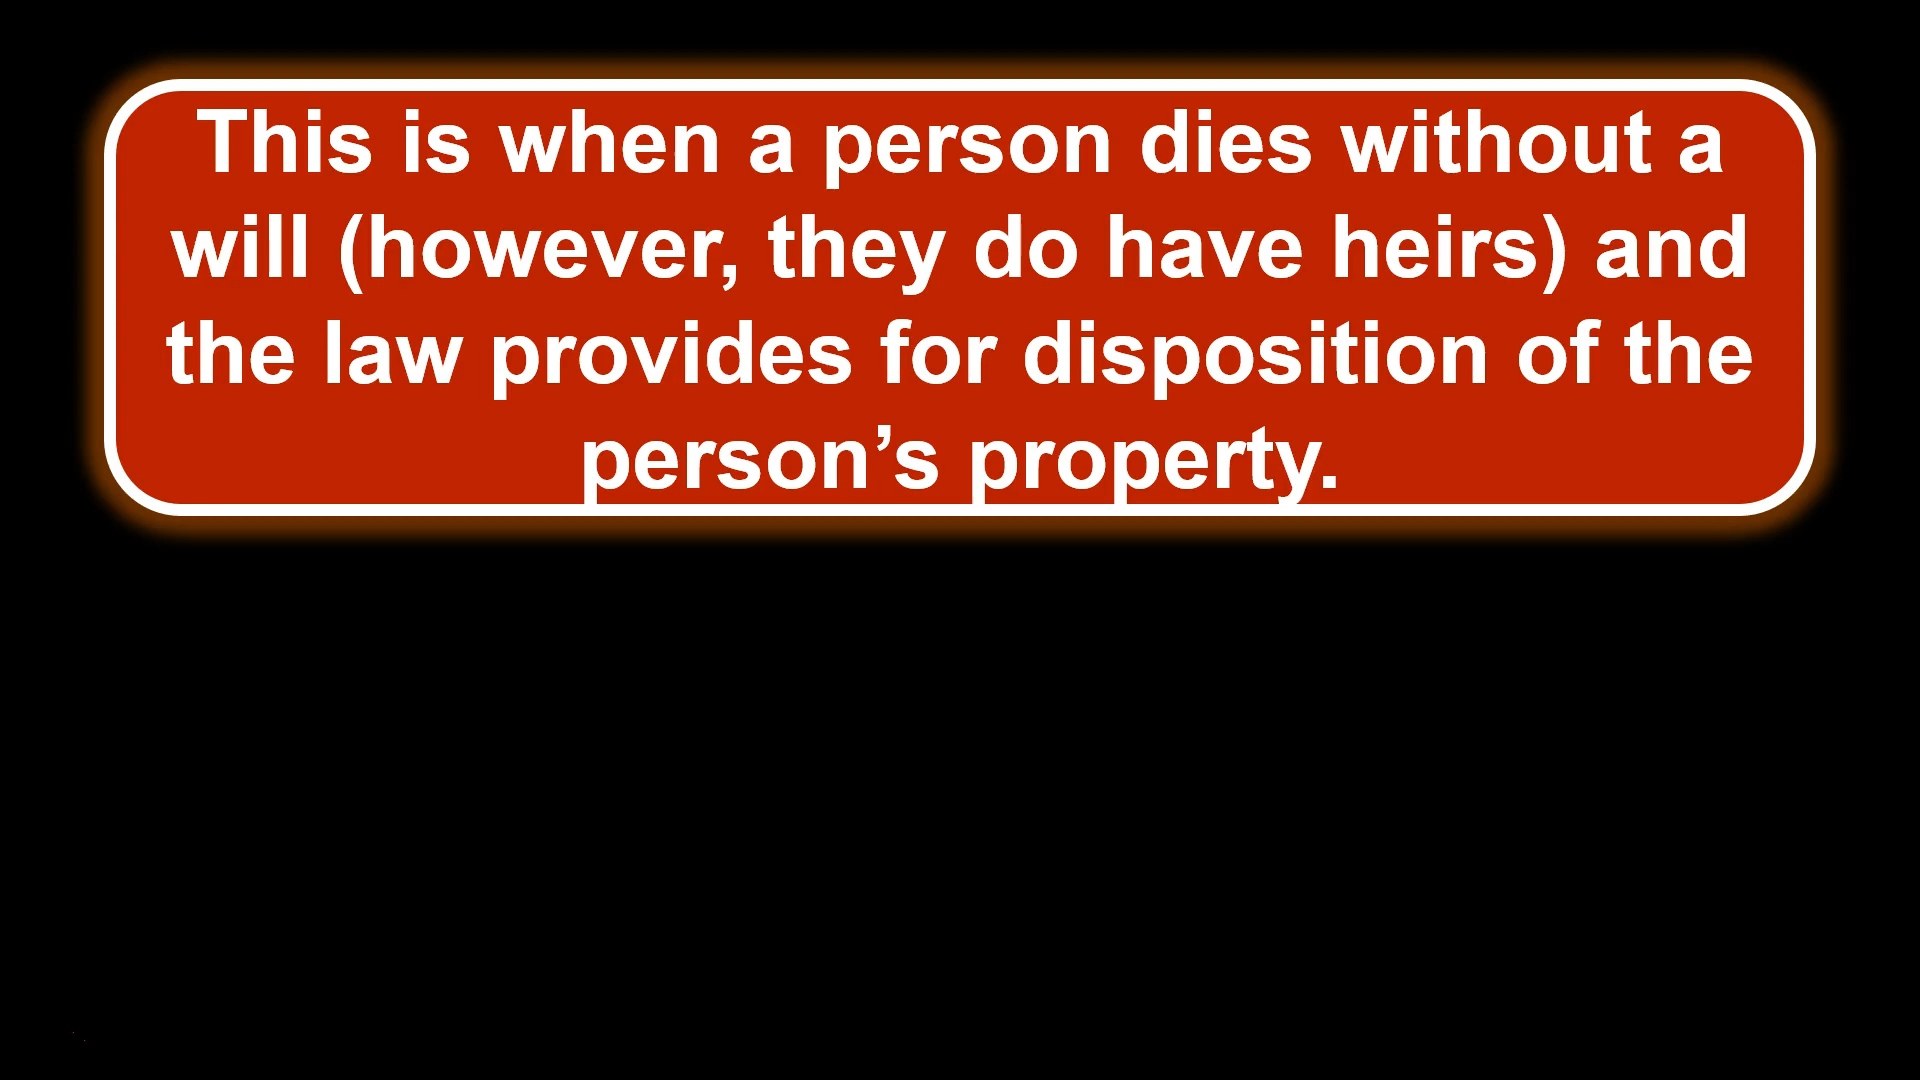 This is when a person dies without a
will (however, they do have heirs) and
the law provides for disposition of the
person’s property.